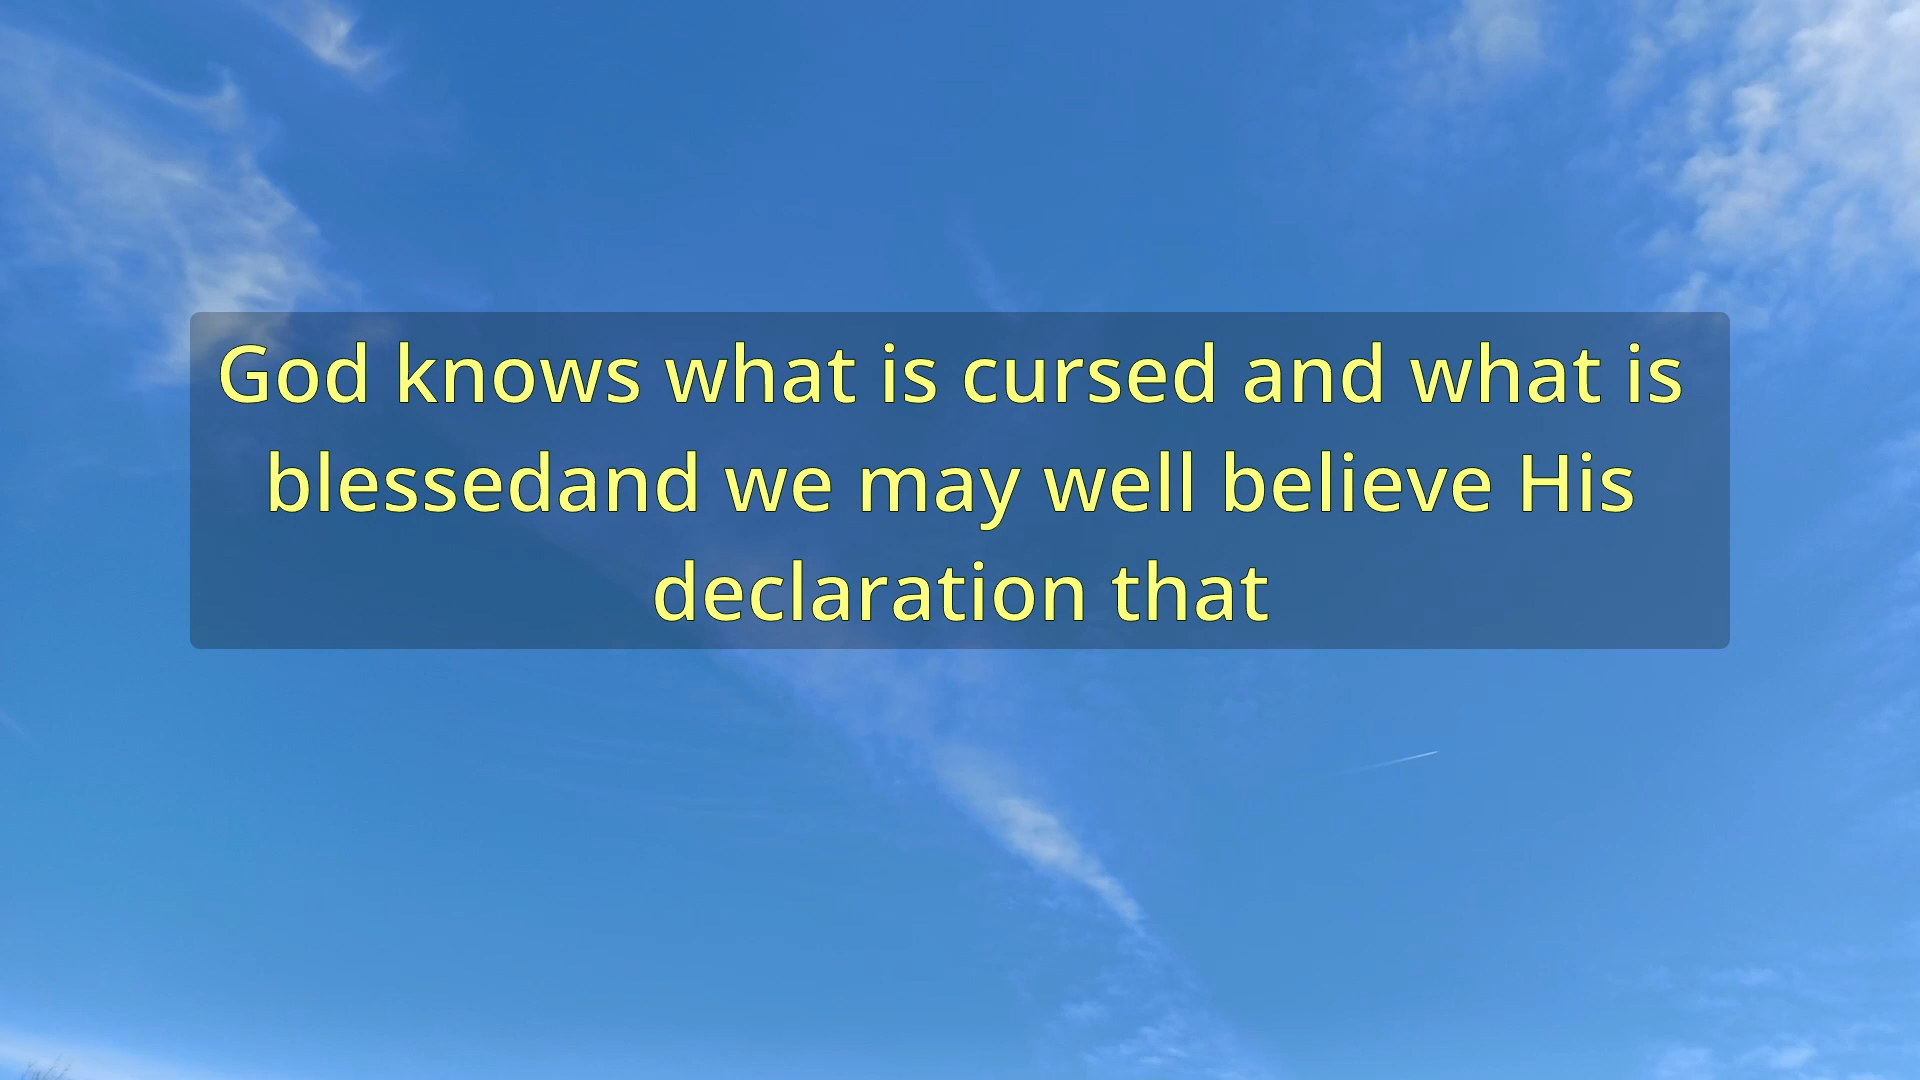 God knows what is cursed and what is
blessedand we may well believe His
declaration that